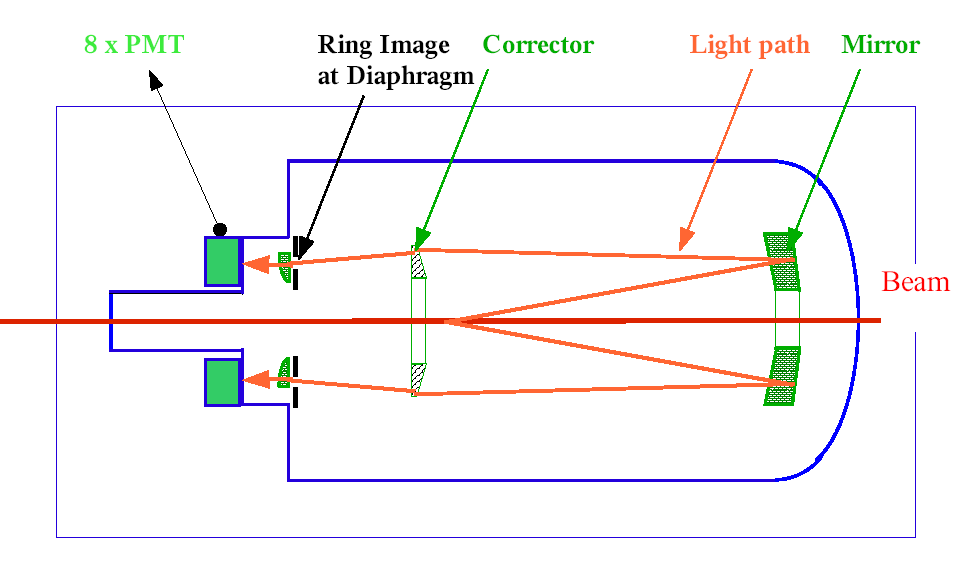 8 x PMT
Ring Image
at Diaphragm
Corrector
Light path
Mirror
Beam